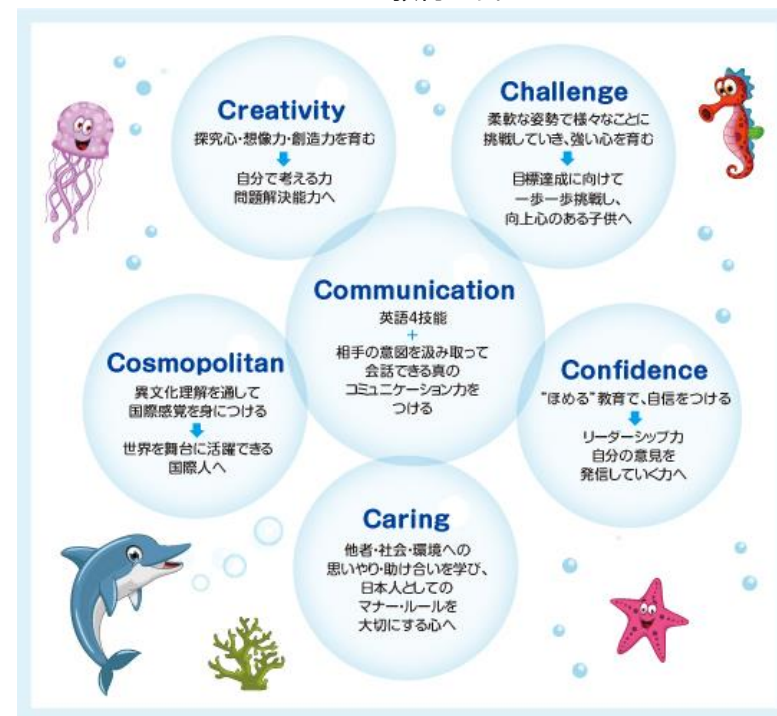 Creativity
探究心・想像力・創造力を育む
自分で考える力
問題解決能力へ
Challenge
柔軟な姿勢で様々なことに
挑戦していき、強い心を育む
目標達成に向けて
一歩一歩挑戦し、
向上心のある子供へ
Communication
英語4技能
+
相手の意図を汲み取って
会話できる真の
コミュニケーション力を
つける
Cosmopolitan
異文化理解を通して
国際感覚を身につける
世界を舞台に活躍できる
国際人へ
Confidence
“ほめる”教育で、自信をつける
リーダーシップ力
自分の意見を
発信していく力へ
Caring
他者・社会・環境への
思いやり・助け合いを学び、
日本人としての
マナー・ルールを
大切にする心へ